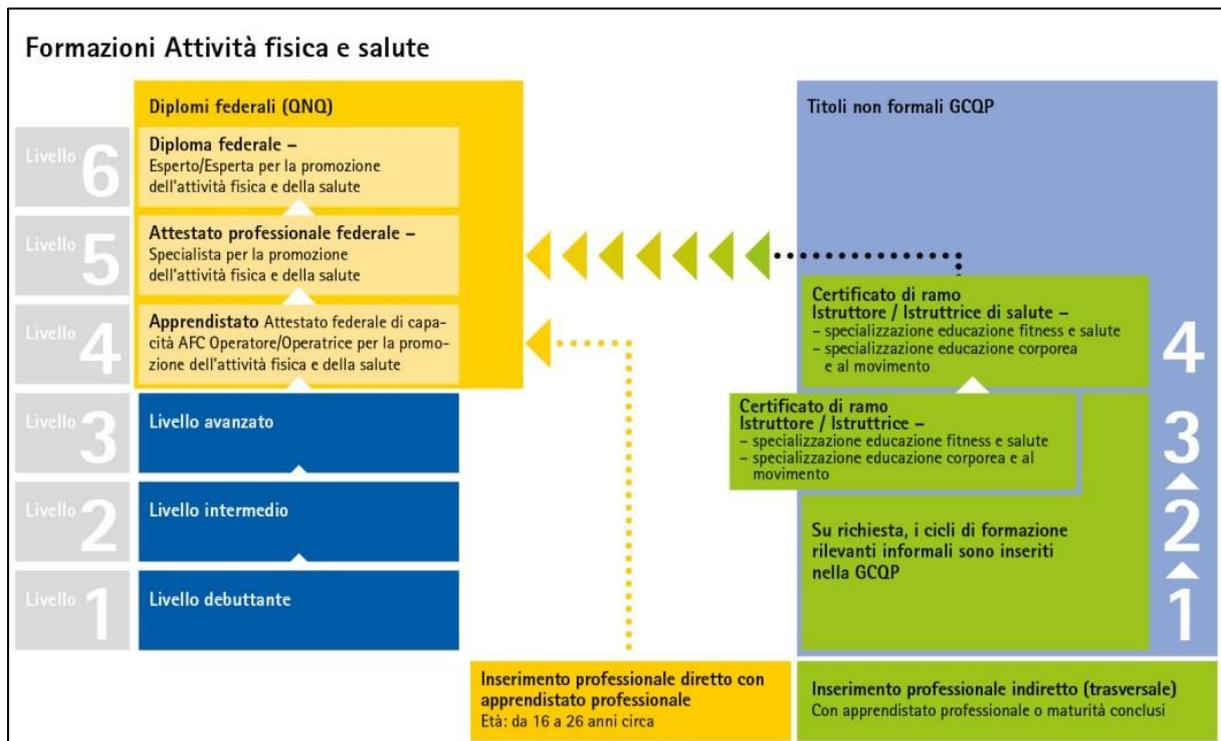 Formazioni Attività fisica e salute
Diplomi federali (QNQ)
Livello 6
Diploma federale –
Esperto/Esperta per la promozione
dell'attività fisica e della salute
Livello 5
Attestato professionale federale –
Specialista per la promozione
dell'attività fisica e della salute
Livello 4
Apprendistato Attestato federale di capa-
cità AFC Operatore/Operatrice per la promo-
zione dell'attività fisica e della salute
Livello 3
Livello avanzato
Livello 2
Livello intermedio
Livello 1
Livello debuttante
Inserimento professionale diretto con
apprendistato professionale
Età: da 16 a 26 anni circa
Titoli non formali GCQP
Certificato di ramo
Istruttore / Istruttrice di salute –
– specializzazione educazione fitness e salute
– specializzazione educazione corporea
e al movimento
4
Certificato di ramo
Istruttore / Istruttrice –
– specializzazione educazione fitness e salute
– specializzazione educazione corporea e al
movimento
3
Su richiesta, i cicli di formazione
rilevanti informali sono inseriti
nella GCQP
2
1
Inserimento professionale indiretto (trasversale)
Con apprendistato professionale o maturità conclusi